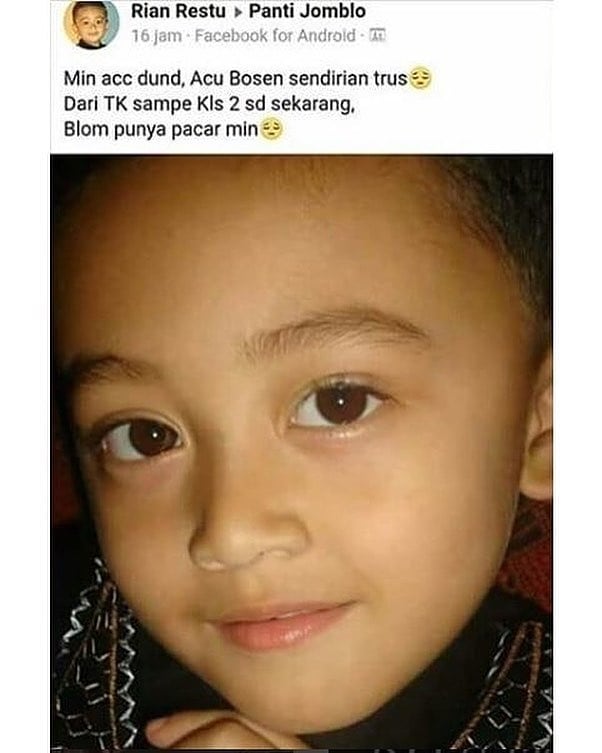 Rian Restu ▸ Panti Jomblo
16 jam · Facebook for Android ·
Min acc dund, Acu Bosen sendirian trus😔
Dari TK sampe Kls 2 sd sekarang,
Blom punya pacar min😔